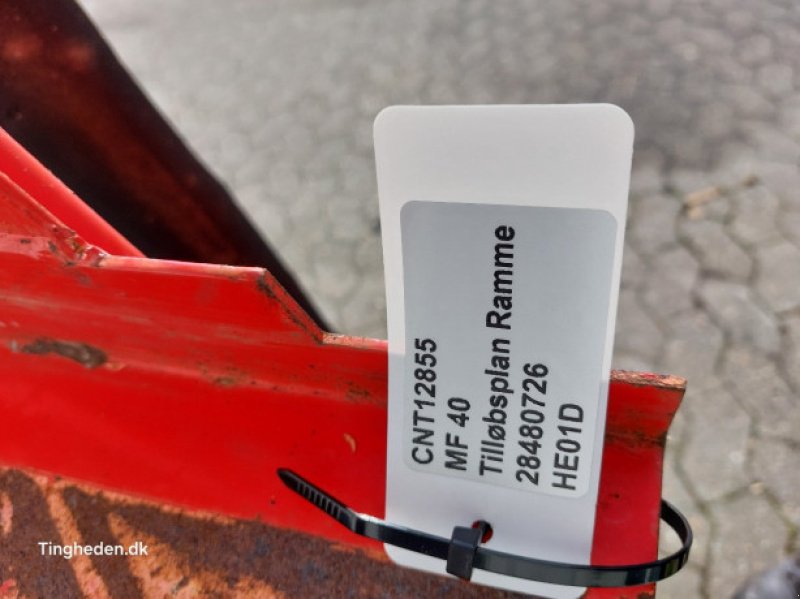 CNT12855
MF 40
Tilløbsplan Ramme
28480726
HE01D
Tingheden.dk